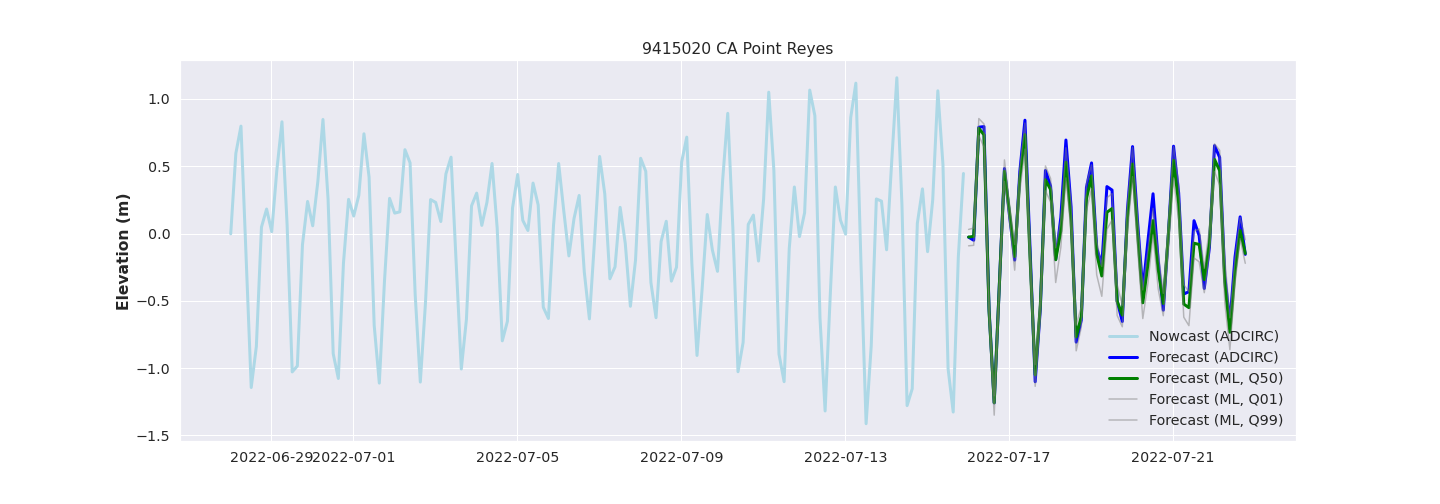 9415020 CA Point Reyes
Elevation (m)
1.0
0.5
0.0
−0.5
−1.0
−1.5
2022-06-29
2022-07-01
2022-07-05
2022-07-09
2022-07-13
2022-07-17
2022-07-21
Nowcast (ADCIRC)
Forecast (ADCIRC)
Forecast (ML, Q50)
Forecast (ML, Q01)
Forecast (ML, Q99)